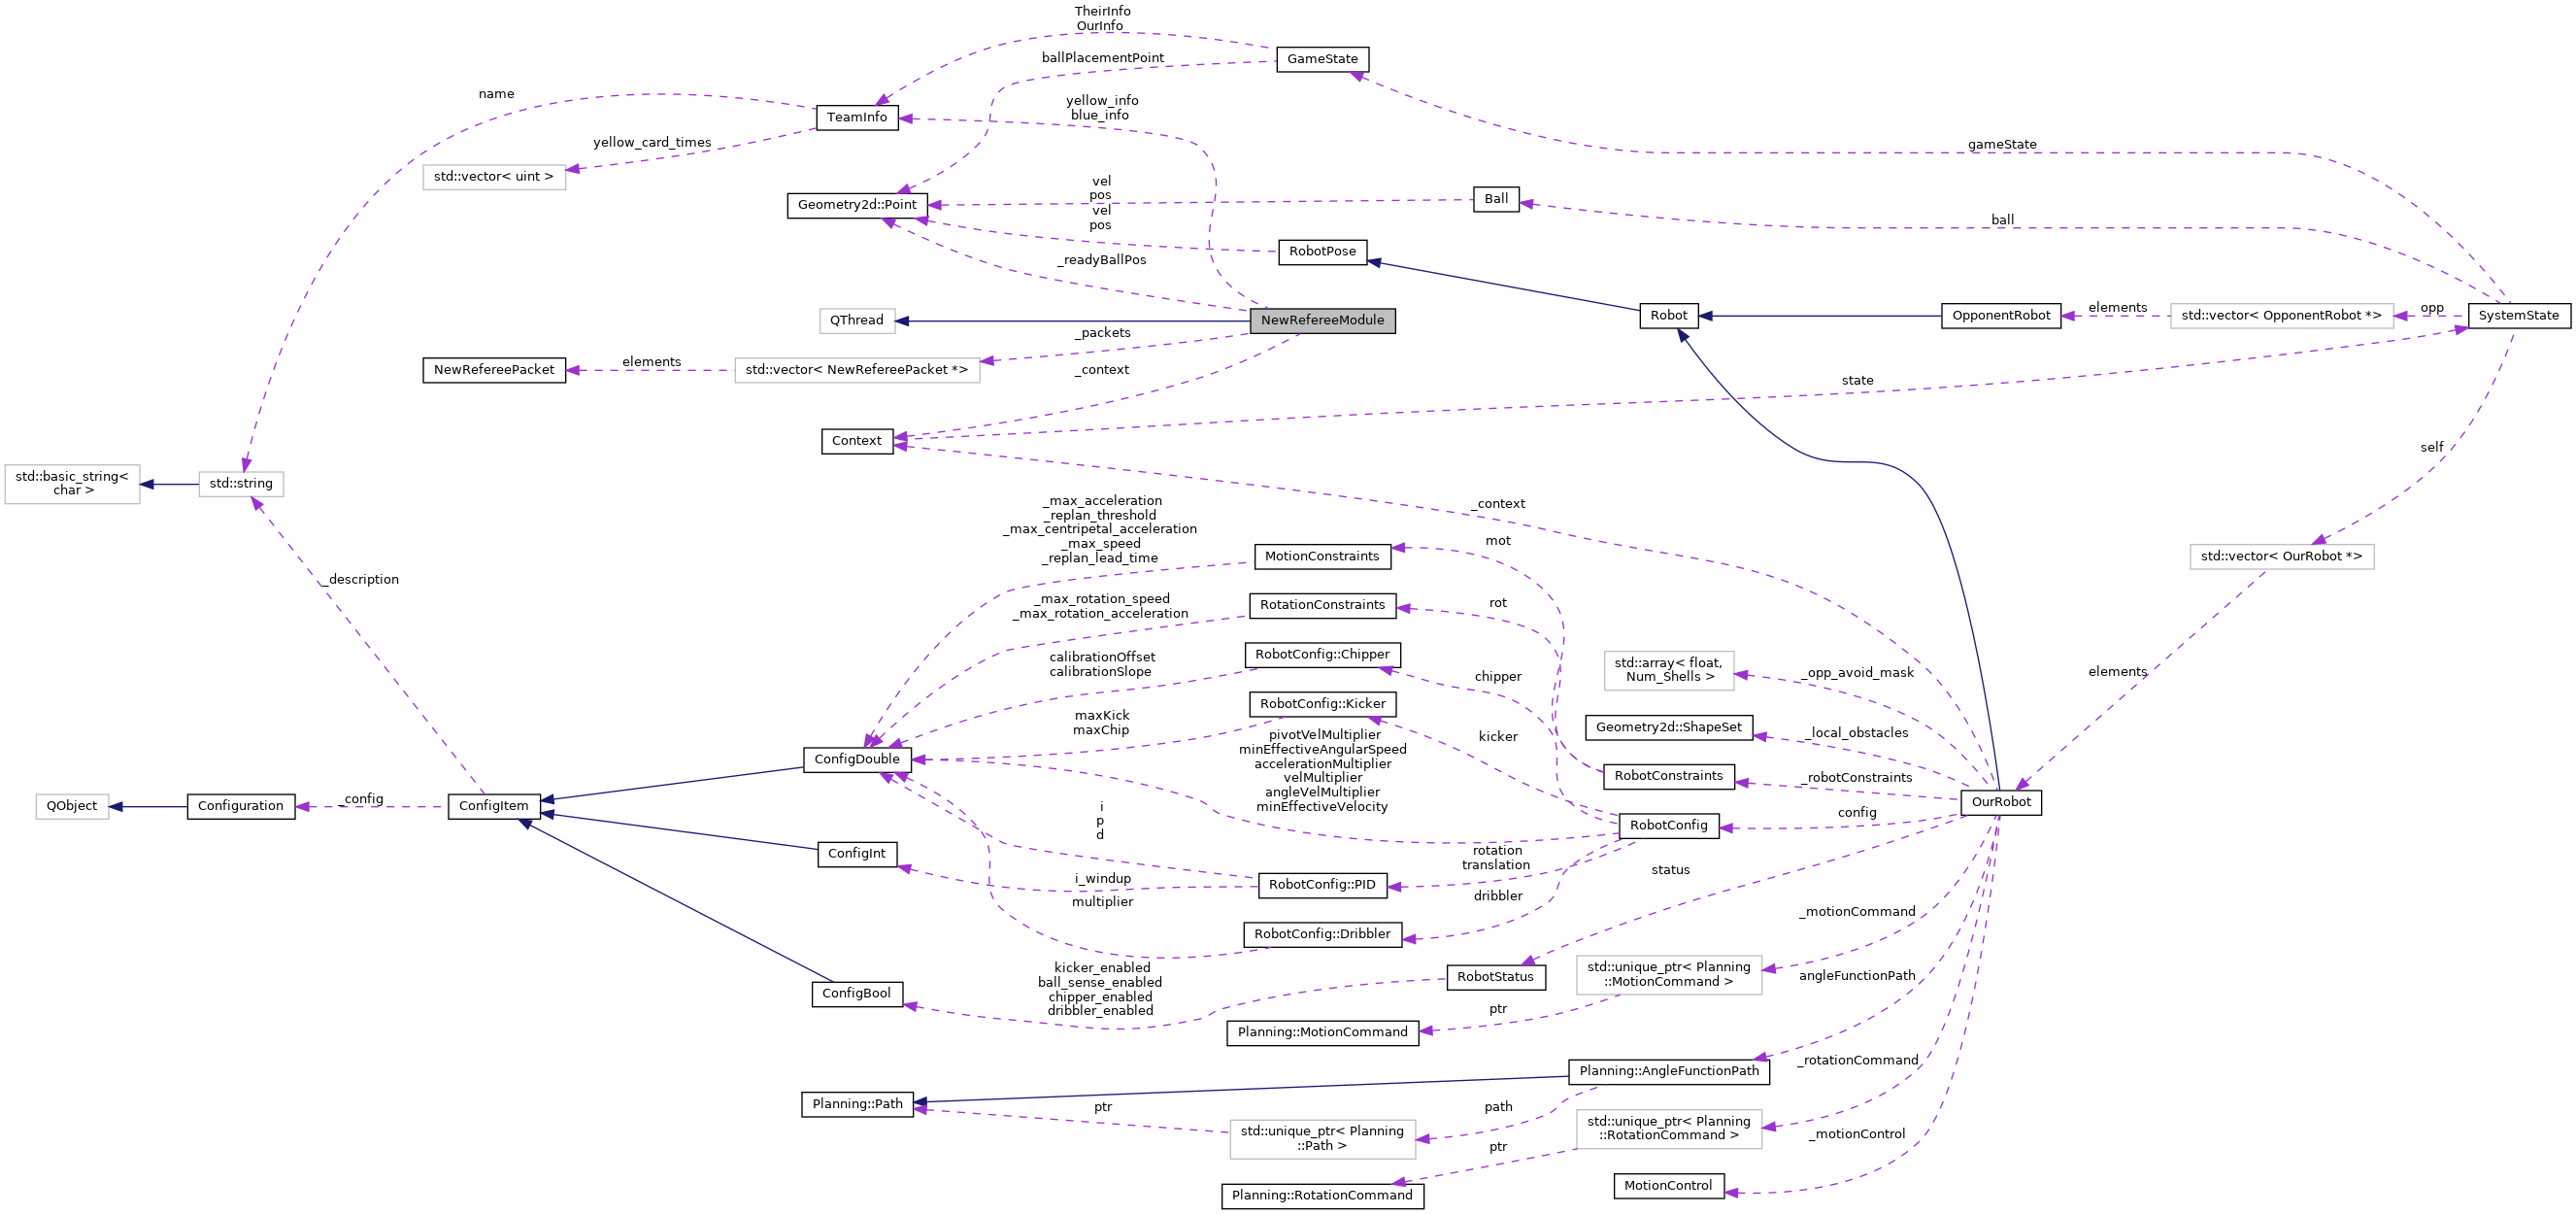 TheirInfo
OurInfo
GameState
ballPlacementPoint
name
yellow_info
blue_info
TeamInfo
yellow_card_times
gameState
std::vector< uint >
vel
pos
Ball
Geometry2d::Point
vel
pos
ball
RobotPose
_readyBallPos
QThread
NewRefereeModule
Robot
OpponentRobot
elements
std::vector< OpponentRobot *>
opp
SystemState
_packets
NewRefereePacket
elements
std::vector< NewRefereePacket *>
_context
state
Context
self
std::basic_string<
char >
std::string
_max_acceleration
_replan_threshold
_max_centripetal_acceleration
_max_speed
_replan_lead_time
_context
mot
MotionConstraints
std::vector< OurRobot *>
_description
_max_rotation_speed
_max_rotation_acceleration
RotationConstraints
rot
calibrationOffset
calibrationSlope
RobotConfig::Chipper
chipper
std::array< float,
Num_Shells >
_opp_avoid_mask
elements
maxKick
maxChip
RobotConfig::Kicker
kicker
Geometry2d::ShapeSet
_local_obstacles
pivotVelMultiplier
minEffectiveAngularSpeed
accelerationMultiplier
velMultiplier
angleVelMultiplier
minEffectiveVelocity
ConfigDouble
RobotConstraints
_robotConstraints
OurRobot
QObject
Configuration
_config
ConfigItem
i
p
d
RobotConfig
config
ConfigInt
rotation
translation
status
i_windup
RobotConfig::PID
multiplier
dribbler
_motionCommand
RobotConfig::Dribbler
kicker_enabled
ball_sense_enabled
chipper_enabled
dribbler_enabled
ConfigBool
RobotStatus
std::unique_ptr< Planning
::MotionCommand >
angleFunctionPath
ptr
Planning::MotionCommand
Planning::AngleFunctionPath
_rotationCommand
Planning::Path
ptr
path
std::unique_ptr< Planning
::Path >
std::unique_ptr< Planning
::RotationCommand >
_motionControl
ptr
Planning::RotationCommand
MotionControl